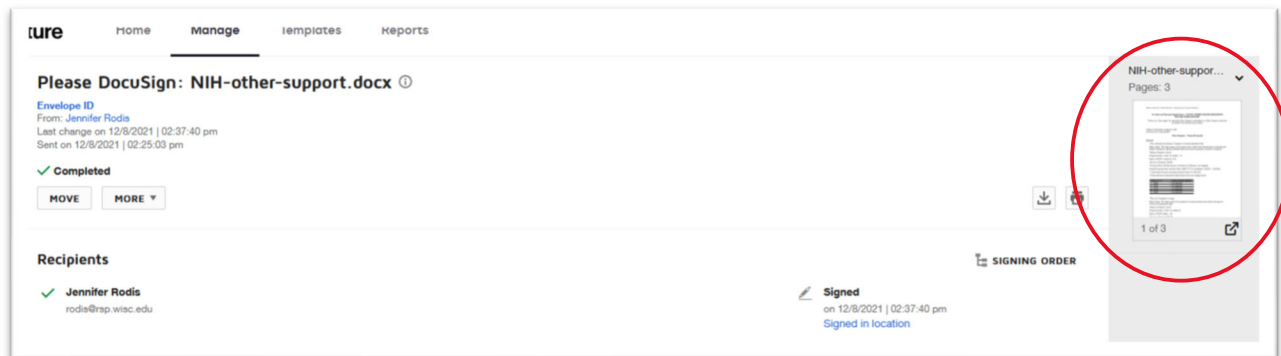 ture Home Manage Templates Reports
Please DocuSign: NIH-other-support.docx
Envelope ID
From: Jennifer Rodis
Last change on 12/8/2021 | 02:37:40 pm
Sent on 12/8/2021 | 02:25:03 pm
Completed
MOVE MORE
Recipients
SIGNING ORDER
Jennifer Rodis
rodis@rsp.wisc.edu
Signed
on 12/8/2021 | 02:37:40 pm
Signed in location
NIH-other-suppor...
Pages: 3
1 of 3